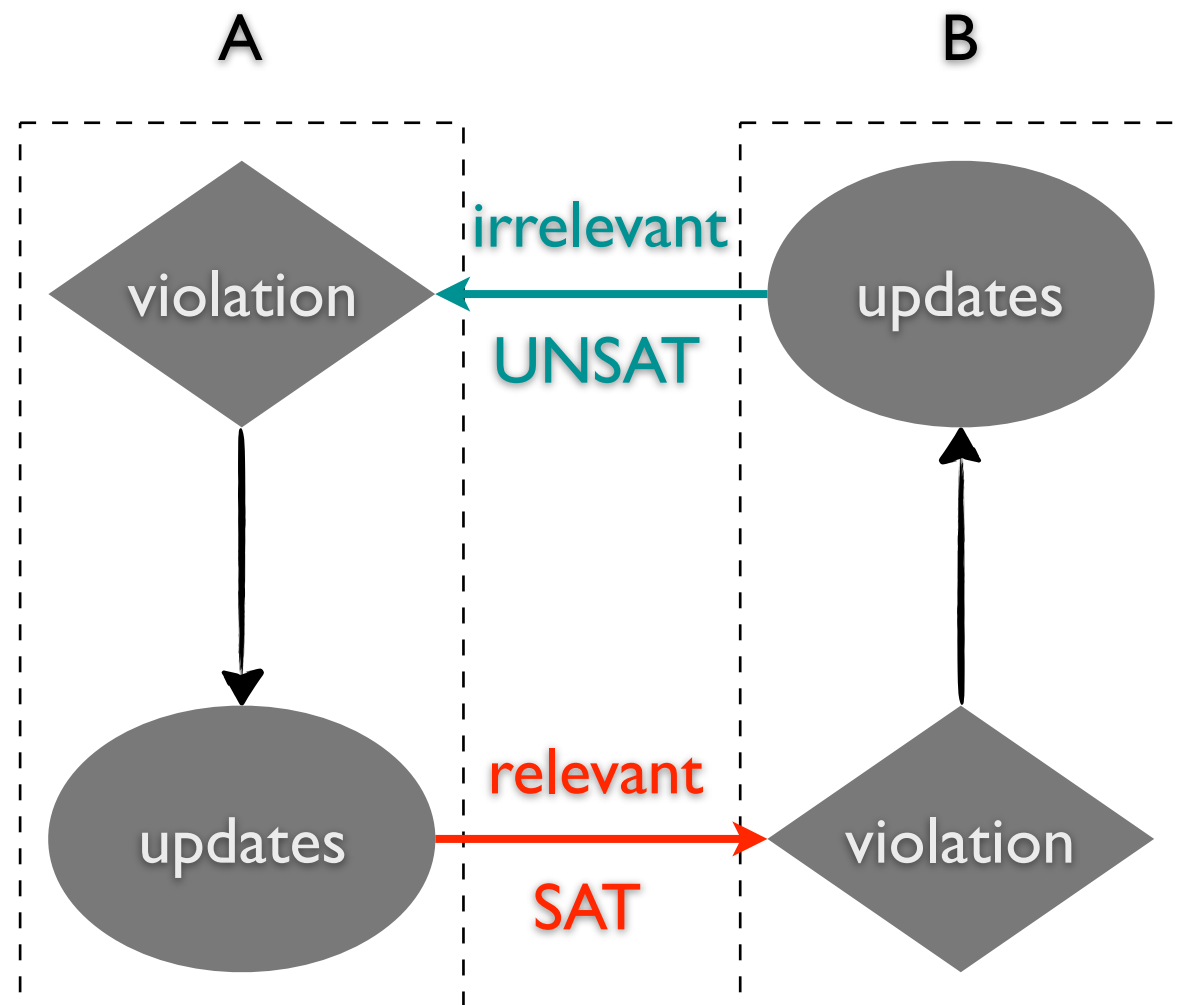 A
B
violation
irrelevant
UNSAT
updates
updates
relevant
SAT
violation